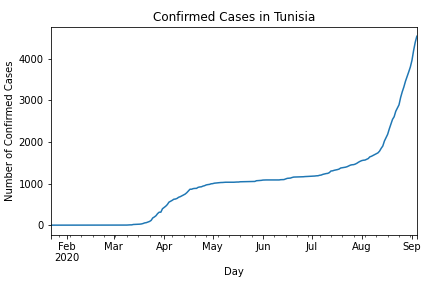 Confirmed Cases in Tunisia
Number of Confirmed Cases
4000
3000
2000
1000
0
Feb Mar Apr May Jun Jul Aug Sep
2020
Day